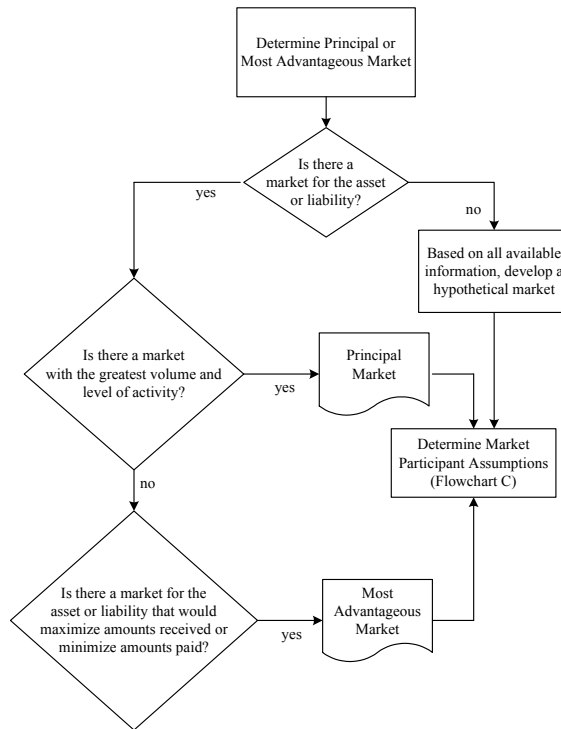 Determine Principal or
Most Advantageous Market
Is there a
market for the asset
or liability?
yes
no
Based on all available
information, develop a
hypothetical market
Is there a market
with the greatest volume and
level of activity?
yes
Principal
Market
Determine Market
Participant Assumptions
(Flowchart C)
no
Is there a market for the
asset or liability that would
maximize amounts received or
minimize amounts paid?
yes
Most
Advantageous
Market